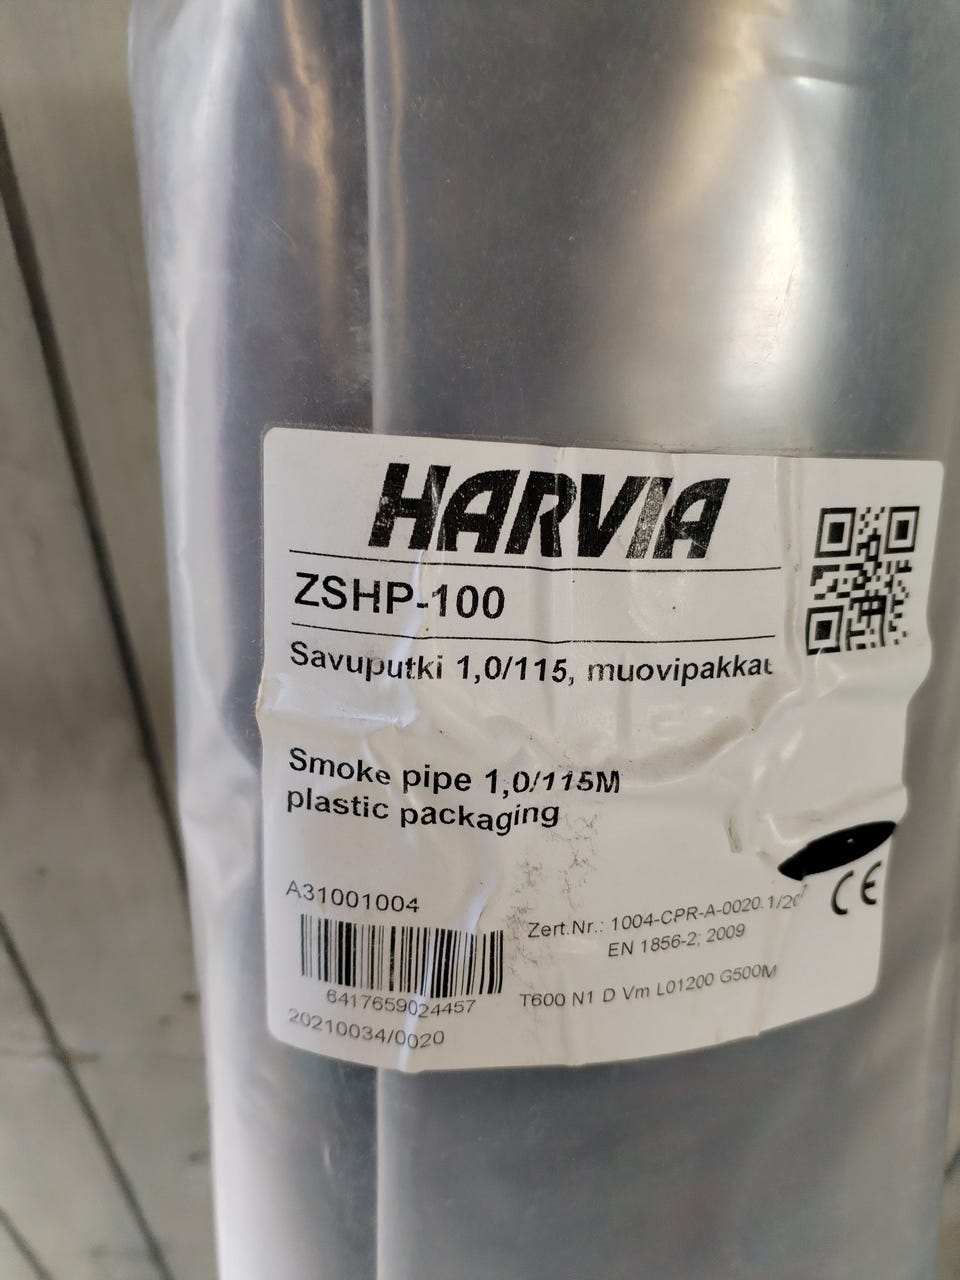 HARVIA
ZSHP-100
Savuputki 1,0/115, muovipakkat
Smoke pipe 1,0/115M
plastic packaging
A31001004
6417659024457
20210034/0020
Zert.Nr.: 1004-CPR-A-0020.1/20
EN 1856-2; 2009
T600 N1 D Vm L01200 G500M
CE